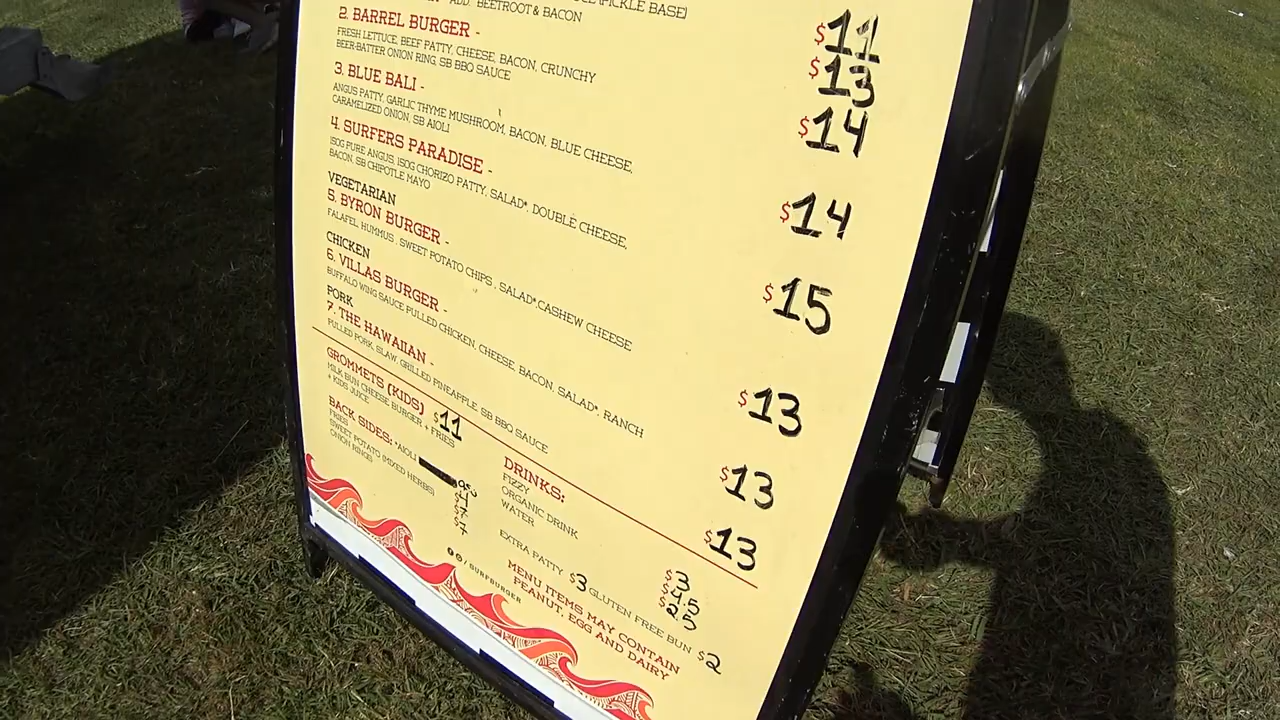 CE (PICKLE BASE) $11
ADD: BEETROOT & BACON $13
2. BARREL BURGER - $14
FRESH LETTUCE, BEEF PATTY, CHEESE, BACON, CRUNCHY
BEER-BATTER ONION RING, SB BBQ SAUCE
3. BLUE BALI - $14
ANGUS PATTY, GARLIC THYME MUSHROOM, BACON, BLUE CHEESE,
CARAMELIZED ONION, SB AIOLI
4. SURFERS PARADISE - $15
150G PURE ANGUS, 150G CHORIZO PATTY, SALAD*, DOUBLE CHEESE,
BACON, SB CHIPOTLE MAYO
VEGETARIAN
5. BYRON BURGER - $13
FALAFEL, HUMMUS, SWEET POTATO CHIPS, SALAD*, CASHEW CHEESE
CHICKEN
6. VILLAS BURGER - $13
BUFFALO WING SAUCE PULLED CHICKEN, CHEESE, BACON, SALAD*, RANCH
PORK
7. THE HAWAIIAN - $13
PULLED PORK, SLAW, GRILLED PINEAPPLE, SB BBQ SAUCE
GROMMETS (KIDS) $11
MILK BUN CHEESE BURGER + FRIES
+ KIDS JUICE
BACK SIDES: *AIOLI
FRIES
SWEET POTATO (MIXED HERBS)
ONION RINGS
DRINKS:
FIZZY $3
ORGANIC DRINK $4.5
WATER $2.5
EXTRA PATTY $3 GLUTEN FREE BUN $2
MENU ITEMS MAY CONTAIN
PEANUT, EGG AND DAIRY
/SURFBURGER